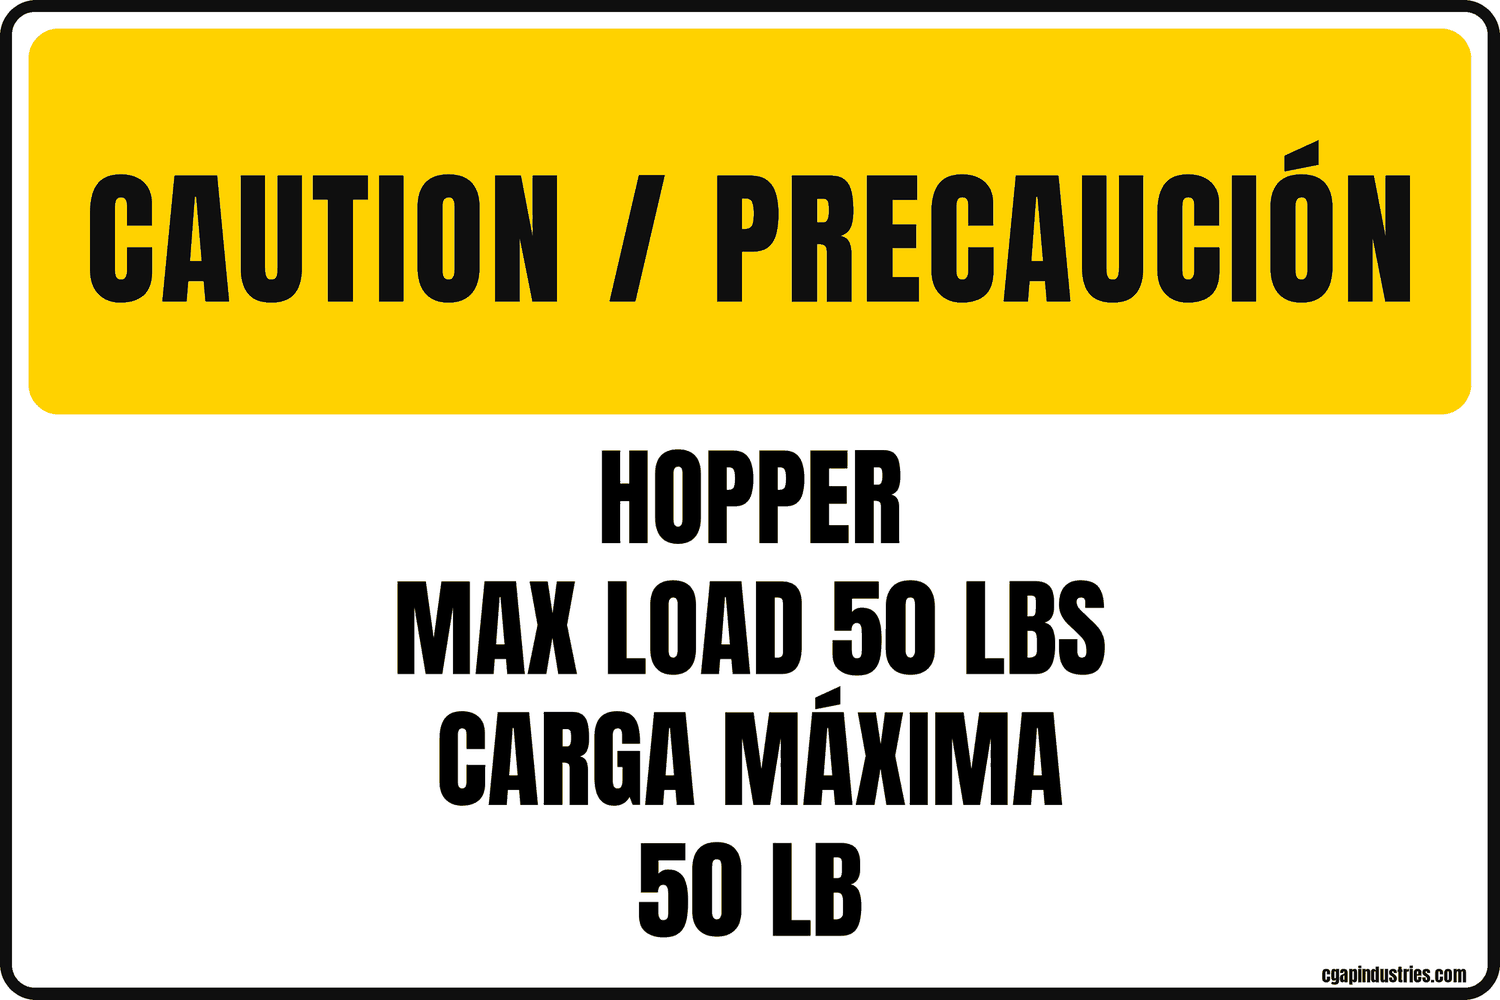 CAUTION / PRECAUCIÓN
HOPPER
MAX LOAD 50 LBS
CARGA MÁXIMA
50 LB
cgapindustries.com